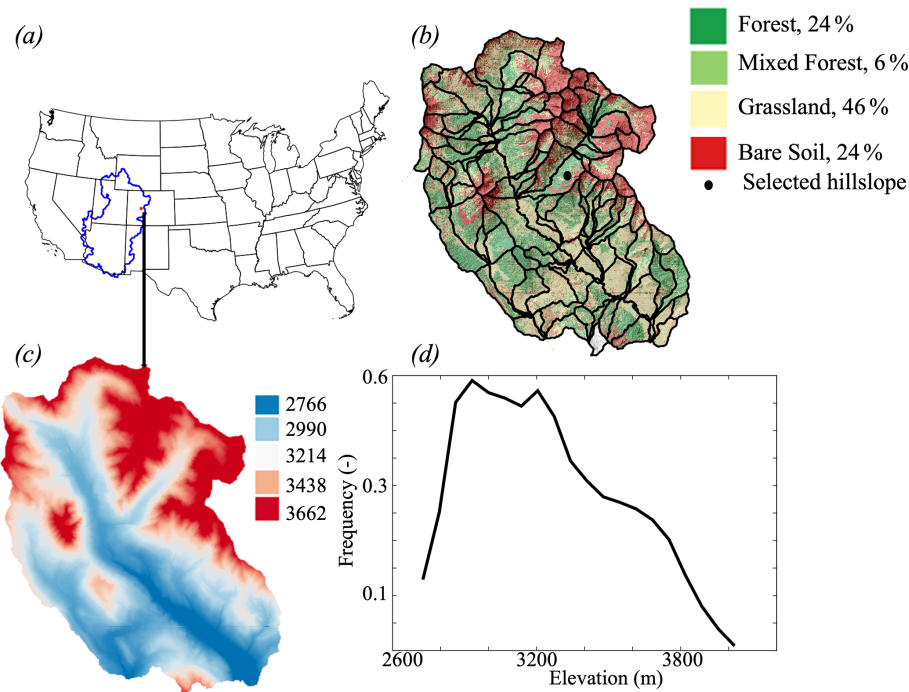 (a)
(b)
Forest, 24 %
Mixed Forest, 6 %
Grassland, 46 %
Bare Soil, 24 %
Selected hillslope
(c)
2766
2990
3214
3438
3662
(d)
0.6
0.3
0.1
Frequency (-)
2600 3200 3800
Elevation (m)